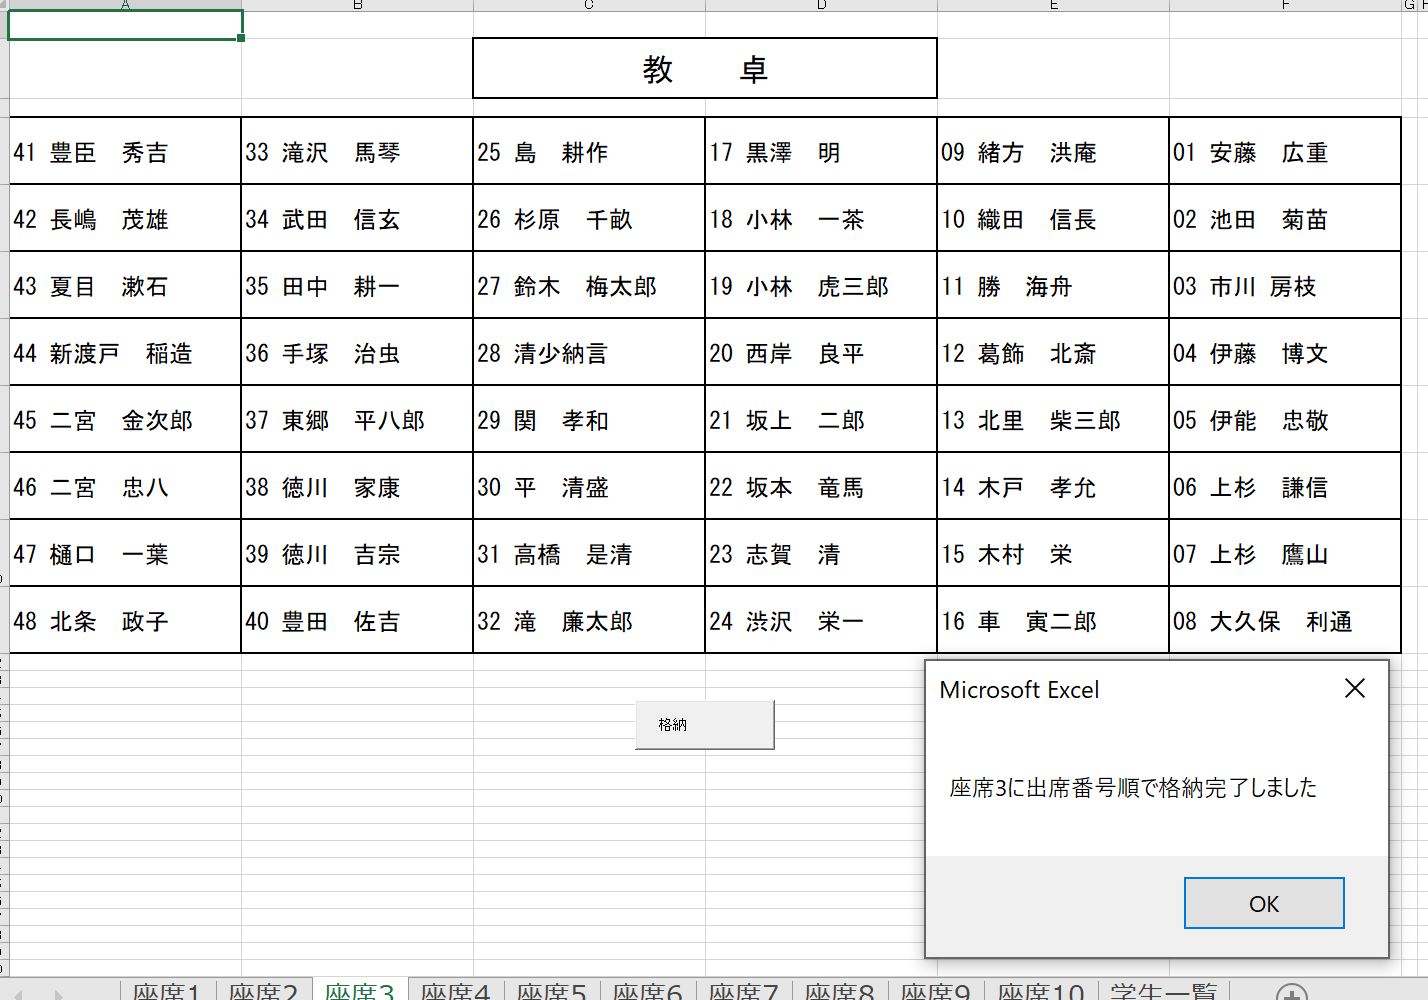 A B C D E F G
教　卓
41 豊臣　秀吉 33 滝沢　馬琴 25 島　耕作 17 黒澤　明 09 緒方　洪庵 01 安藤　広重
42 長嶋　茂雄 34 武田　信玄 26 杉原　千畝 18 小林　一茶 10 織田　信長 02 池田　菊苗
43 夏目　漱石 35 田中　耕一 27 鈴木　梅太郎 19 小林　虎三郎 11 勝　海舟 03 市川 房枝
44 新渡戸　稲造 36 手塚　治虫 28 清少納言 20 西岸　良平 12 葛飾　北斎 04 伊藤　博文
45 二宮　金次郎 37 東郷　平八郎 29 関　孝和 21 坂上　二郎 13 北里　柴三郎 05 伊能　忠敬
46 二宮　忠八 38 徳川　家康 30 平　清盛 22 坂本　竜馬 14 木戸　孝允 06 上杉　謙信
47 樋口　一葉 39 徳川　吉宗 31 高橋　是清 23 志賀　清 15 木村　栄 07 上杉　鷹山
48 北条　政子 40 豊田　佐吉 32 滝　廉太郎 24 渋沢　栄一 16 車　寅二郎 08 大久保　利通
格納
Microsoft Excel
座席3に出席番号順で格納完了しました
OK
座席1 座席2 座席3 座席4 座席5 座席6 座席7 座席8 座席9 座席10 学生一覧